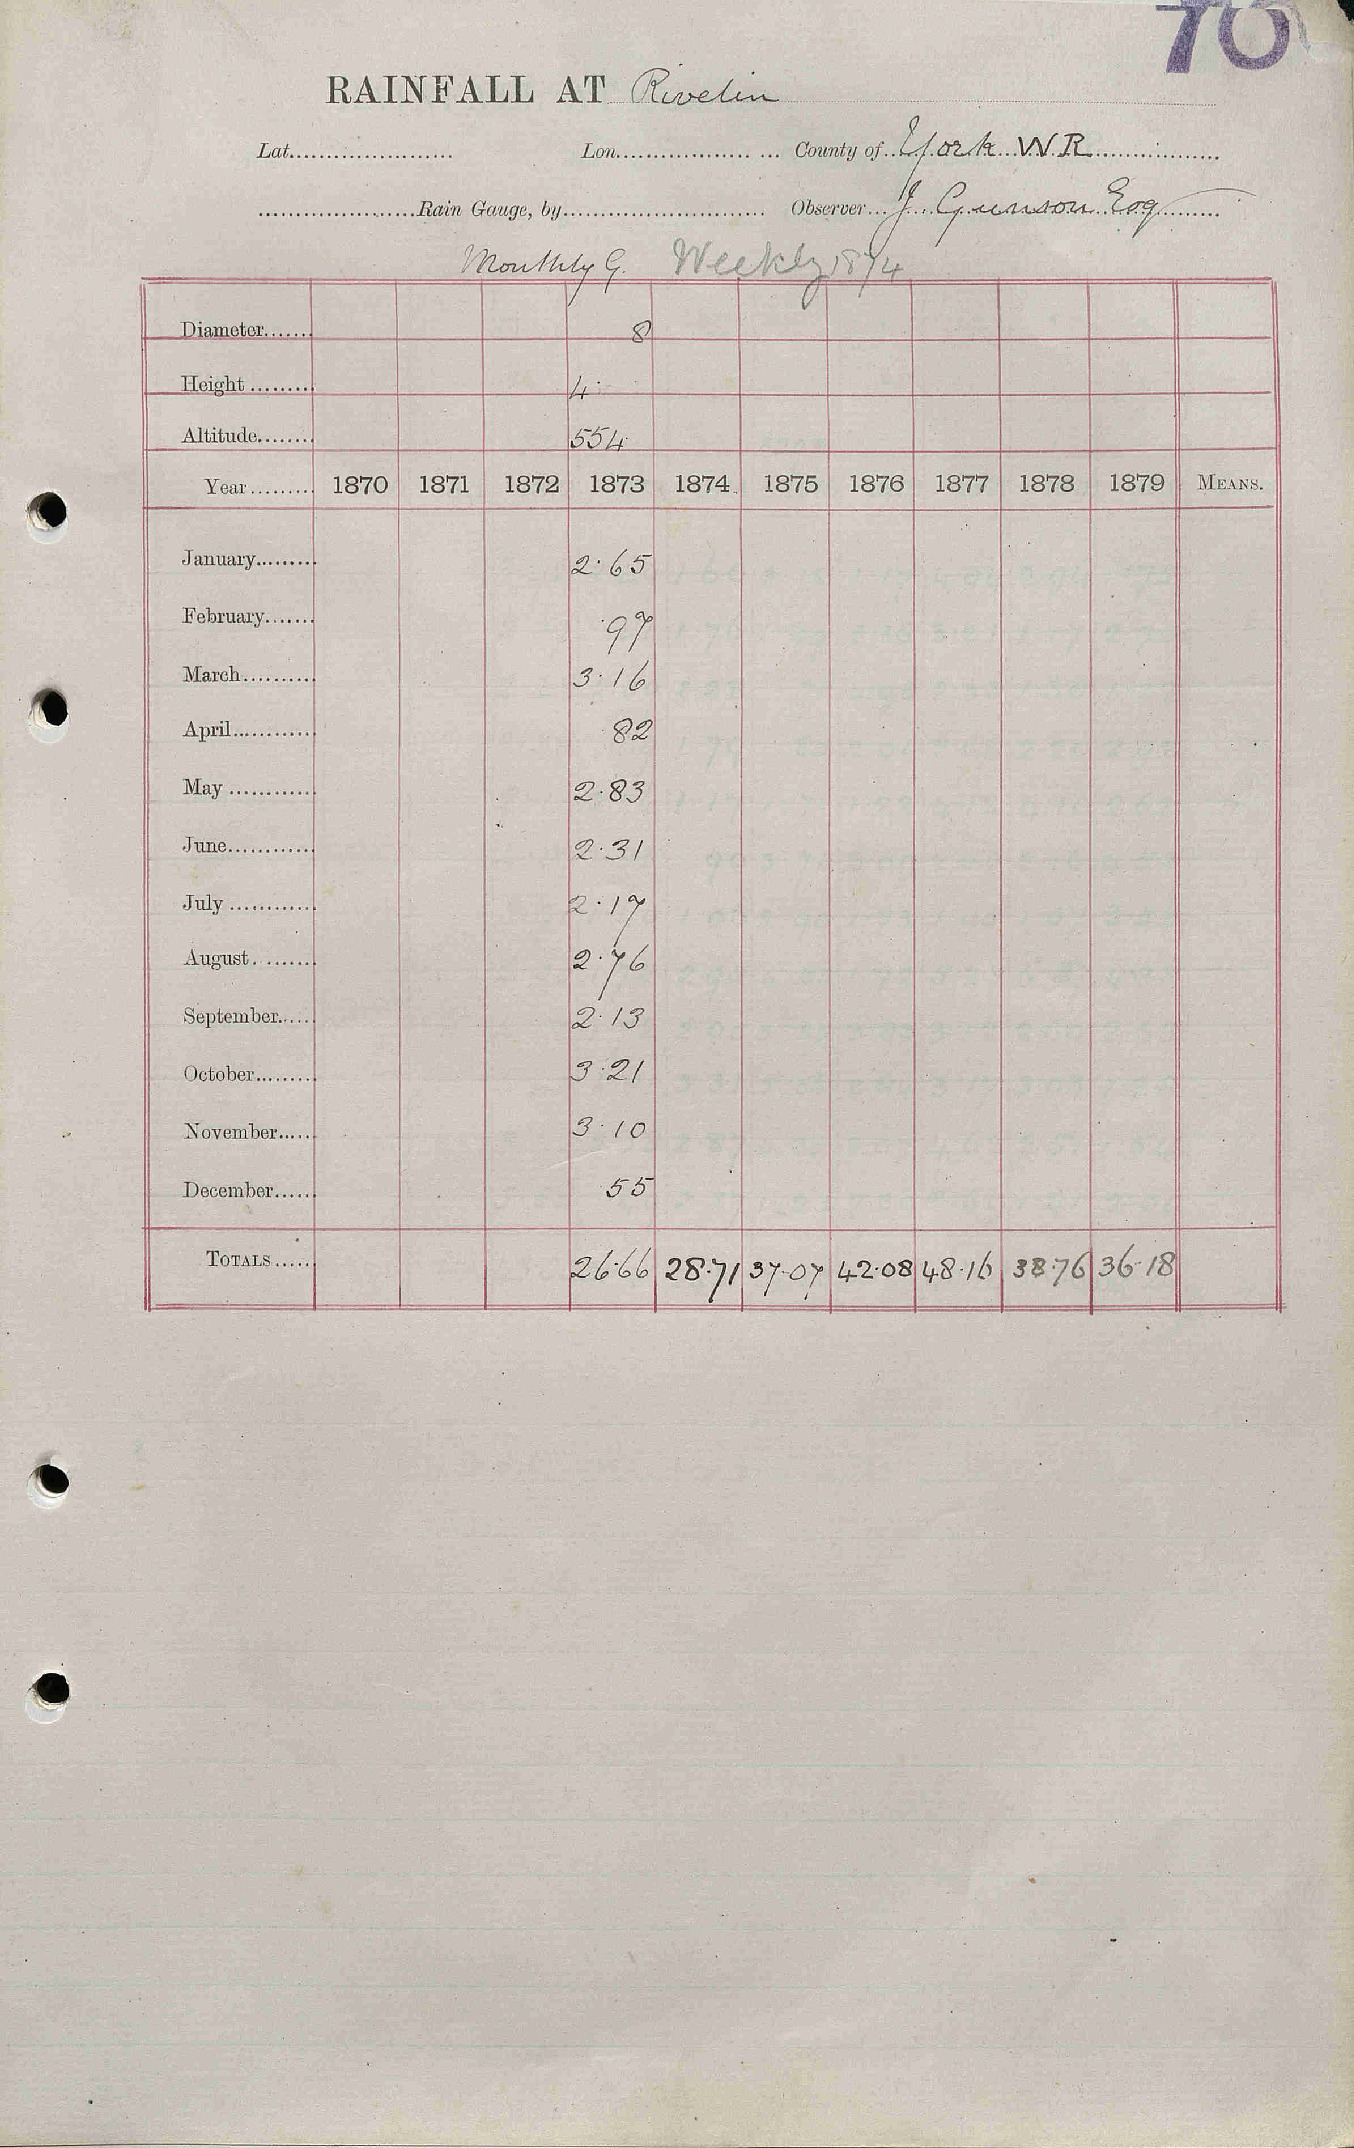 70
RAINFALL AT Rivelin
Lat. Lon. County of York W.R
Rain Gauge, by Observer J. Gunson Esq
Monthly G. Weekly 1874
Diameter 8
Height 4
Altitude 554
Year 1870 1871 1872 1873 1874 1875 1876 1877 1878 1879 MEANS.
January 2.65
February .97
March 3.16
April 82
May 2.83
June 2.31
July 2.17
August 2.76
September 2.13
October 3.21
November 3.10
December 55
TOTALS 26.66 28.71 37.07 42.08 48.16 38.76 36.18